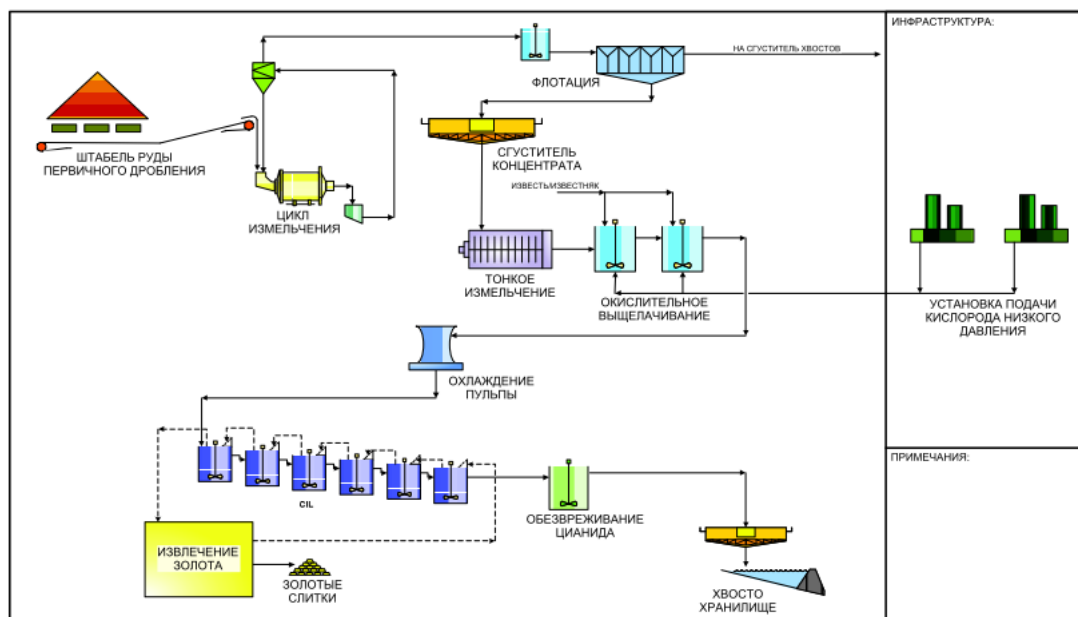 ИНФРАСТРУКТУРА:
НА СГУСТИТЕЛЬ ХВОСТОВ
ФЛОТАЦИЯ
ШТАБЕЛЬ РУДЫ
ПЕРВИЧНОГО ДРОБЛЕНИЯ
СГУСТИТЕЛЬ
КОНЦЕНТРАТА
ИЗВЕСТЬ/ИЗВЕСТНЯК
ЦИКЛ
ИЗМЕЛЬЧЕНИЯ
ТОНКОЕ
ИЗМЕЛЬЧЕНИЕ
ОКИСЛИТЕЛЬНОЕ
ВЫЩЕЛАЧИВАНИЕ
УСТАНОВКА ПОДАЧИ
КИСЛОРОДА НИЗКОГО
ДАВЛЕНИЯ
ОХЛАЖДЕНИЕ
ПУЛЬПЫ
ПРИМЕЧАНИЯ:
CIL
ОБЕЗВРЕЖИВАНИЕ
ЦИАНИДА
ИЗВЛЕЧЕНИЕ
ЗОЛОТА
ЗОЛОТЫЕ
СЛИТКИ
ХВОСТО
ХРАНИЛИЩЕ